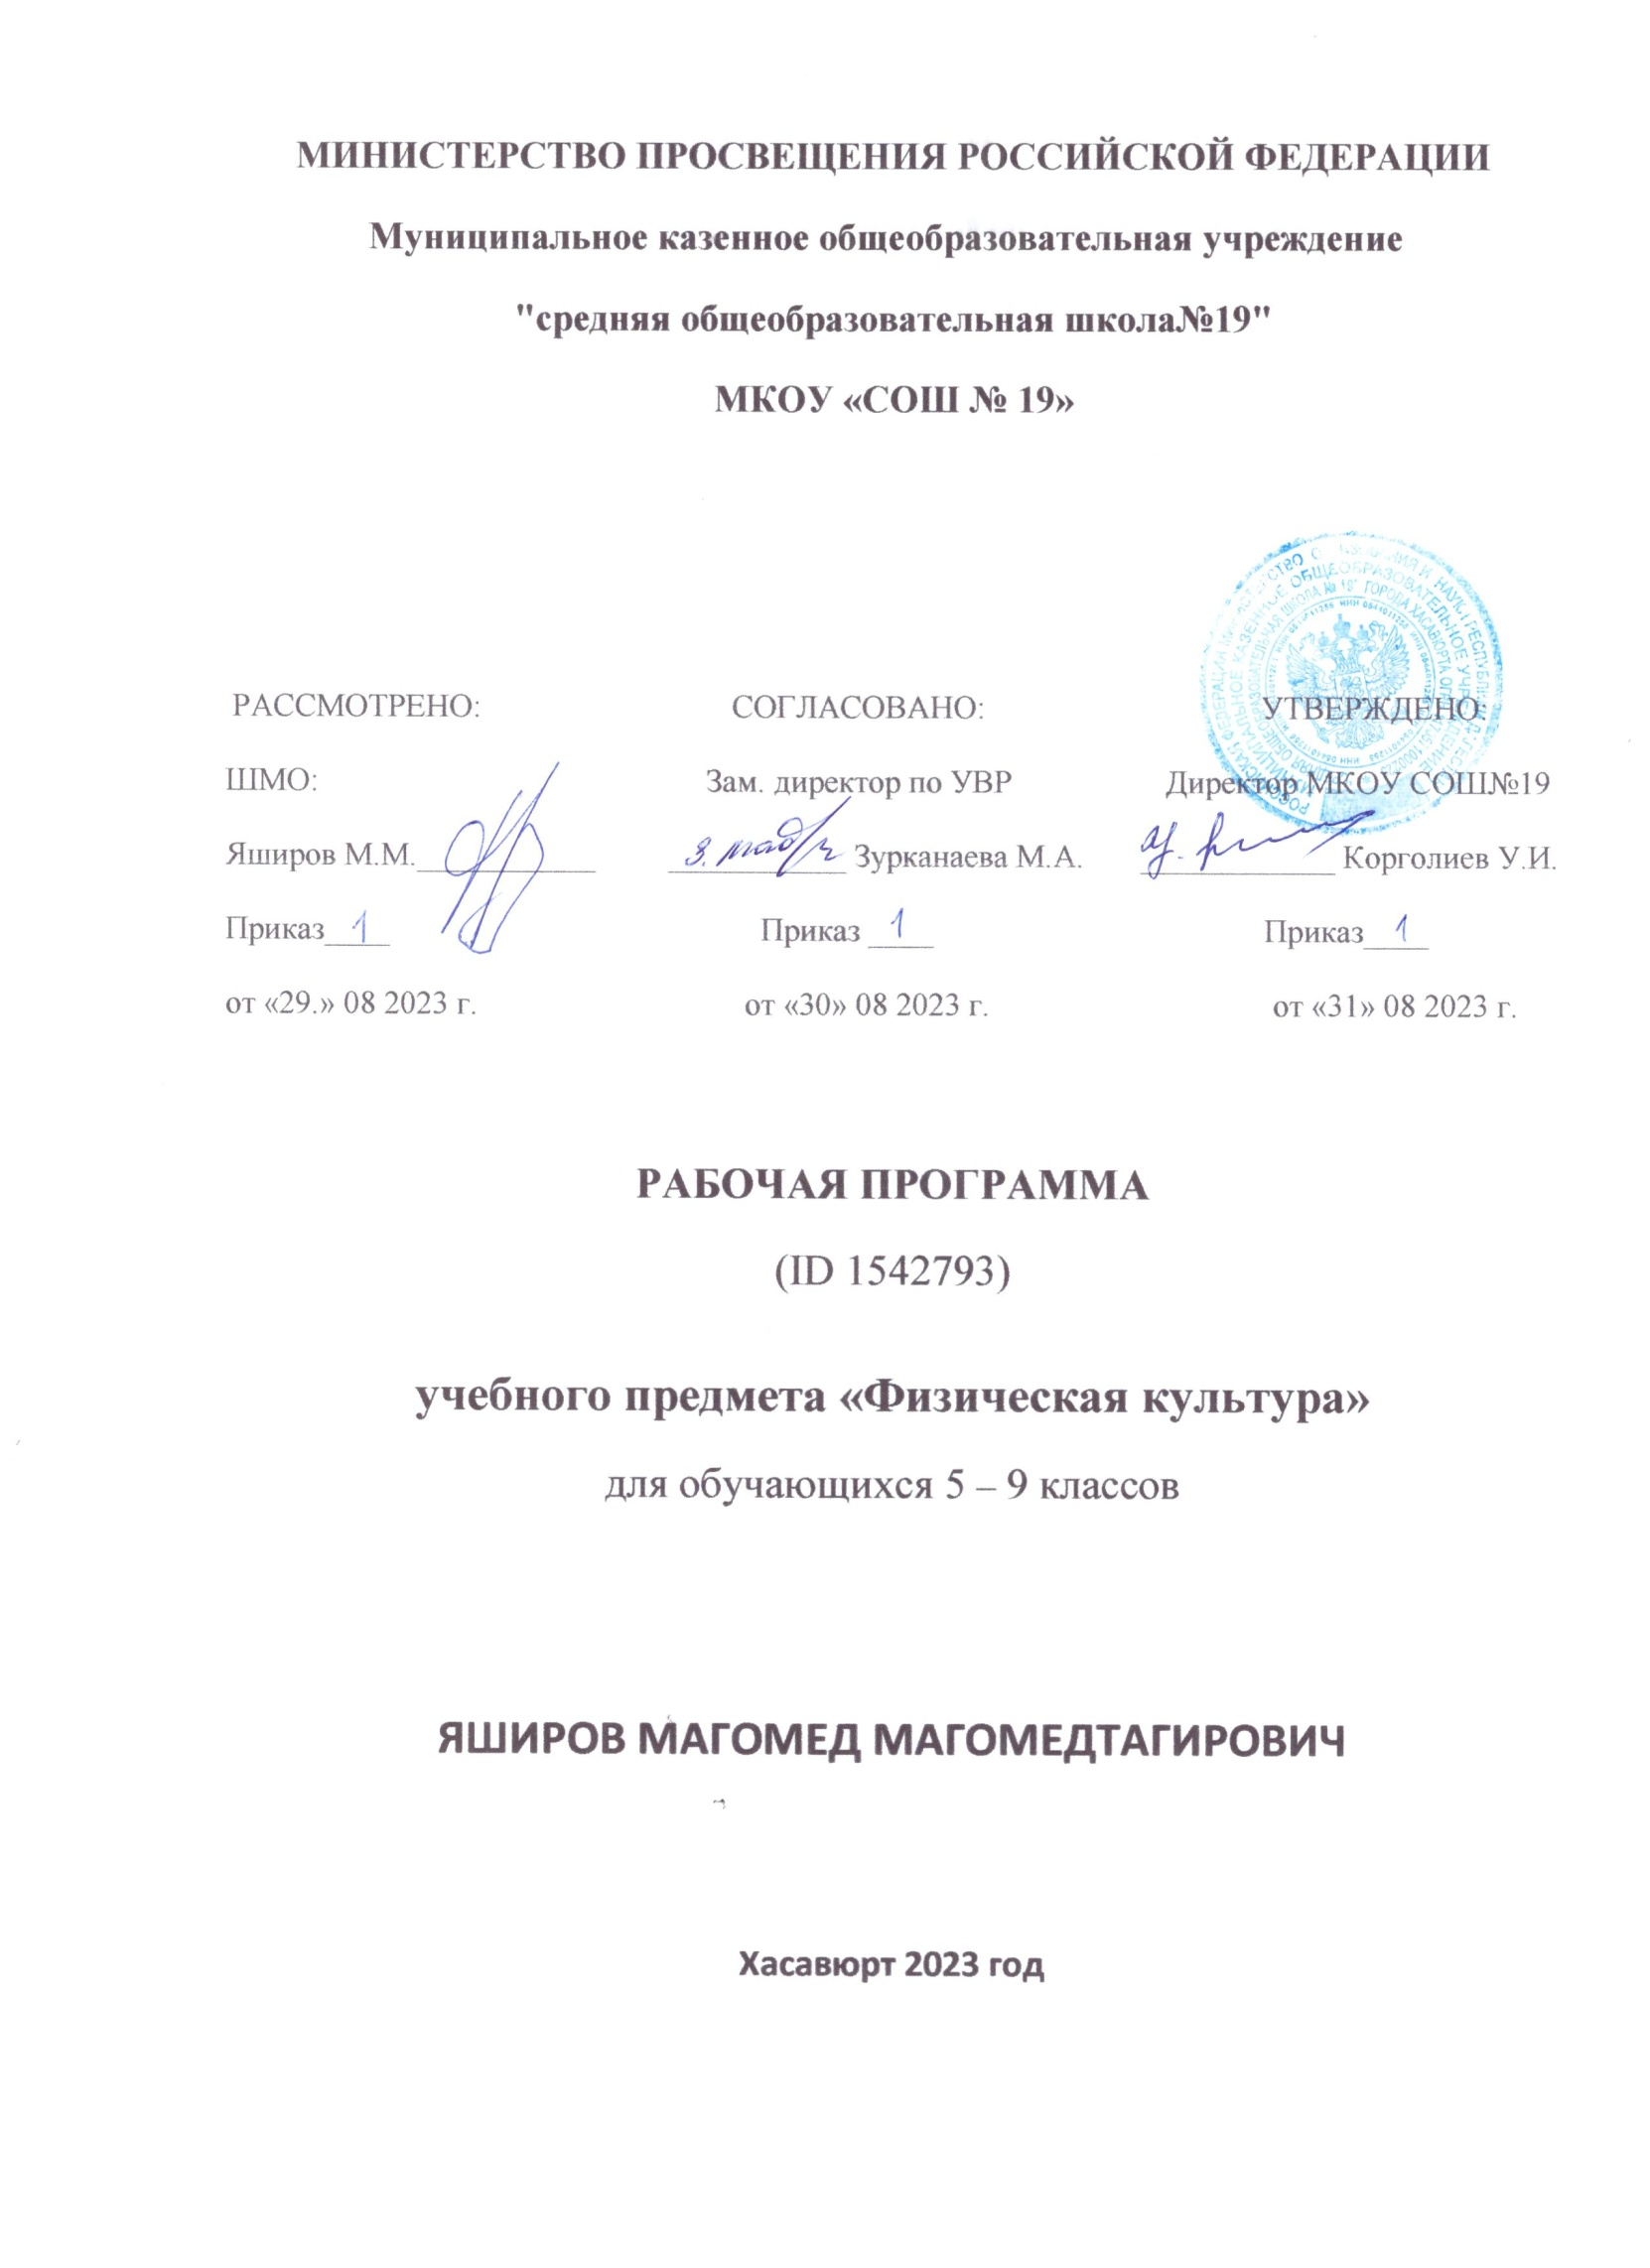 МИНИСТЕРСТВО ПРОСВЕЩЕНИЯ РОССИЙСКОЙ ФЕДЕРАЦИИ
Муниципальное казенное общеобразовательная учреждение
"средняя общеобразовательная школа№19"
МКОУ «СОШ № 19»
РАССМОТРЕНО: СОГЛАСОВАНО: УТВЕРЖДЕНО:
ШМО: Зам. директор по УВР Директор МКОУ СОШ№19
Яширов М.М.___________ ___________ Зурканаева М.А. ____________ Корголиев У.И.
Приказ 1 Приказ 1 Приказ 1
от «29.» 08 2023 г. от «30» 08 2023 г. от «31» 08 2023 г.
РАБОЧАЯ ПРОГРАММА
(ID 1542793)
учебного предмета «Физическая культура»
для обучающихся 5 – 9 классов
ЯШИРОВ МАГОМЕД МАГОМЕДТАГИРОВИЧ
Хасавюрт 2023 год